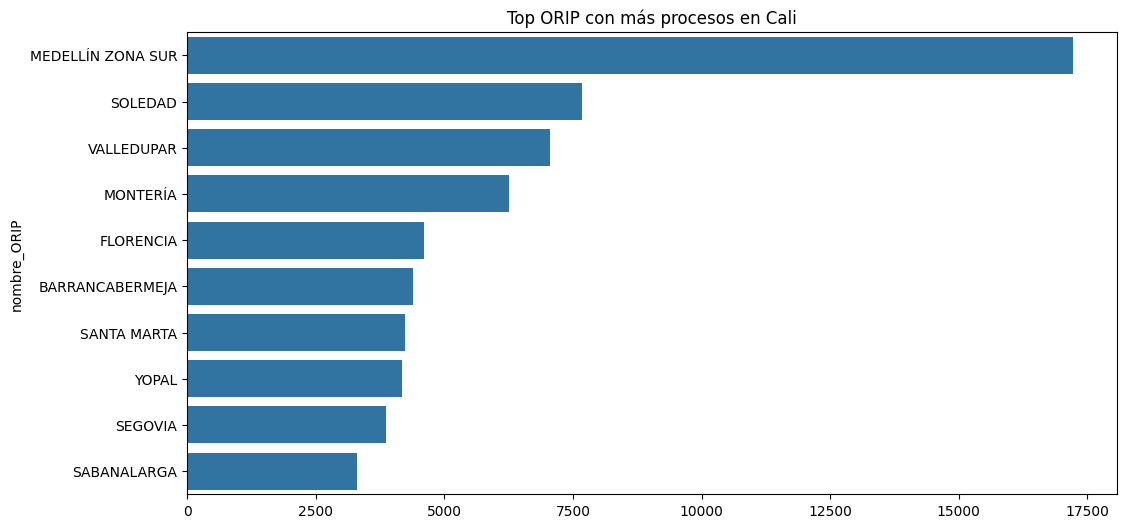 Top ORIP con más procesos en Cali
nombre_ORIP
MEDELLÍN ZONA SUR
SOLEDAD
VALLEDUPAR
MONTERÍA
FLORENCIA
BARRANCABERMEJA
SANTA MARTA
YOPAL
SEGOVIA
SABANALARGA
0 2500 5000 7500 10000 12500 15000 17500